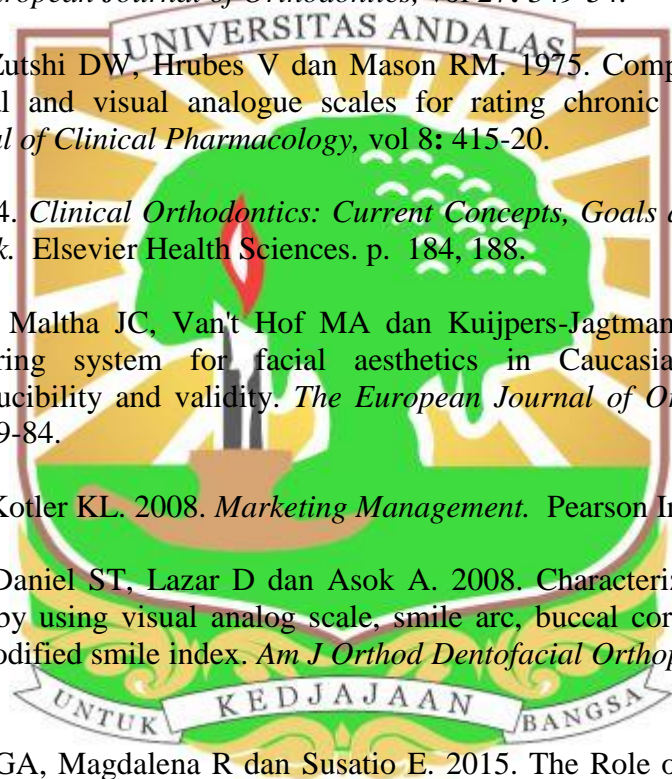 European Journal of Orthodontics, vol 27: 349-54.
UNIVERSITAS ANDALAS
Zutshi DW, Hrubes V dan Mason RM. 1975. Comp
al and visual analogue scales for rating chronic
al of Clinical Pharmacology, vol 8: 415-20.
4. Clinical Orthodontics: Current Concepts, Goals
k. Elsevier Health Sciences. p. 184, 188.
Maltha JC, Van't Hof MA dan Kuijpers-Jagtman
ring system for facial aesthetics in Caucasia
ucibility and validity. The European Journal of Or
9-84.
Kotler KL. 2008. Marketing Management. Pearson In
Daniel ST, Lazar D dan Asok A. 2008. Characteriz
by using visual analog scale, smile arc, buccal cor
odified smile index. Am J Orthod Dentofacial Orthop
UNTUK KEDJAJAAN BANGSA
GA, Magdalena R dan Susatio E. 2015. The Role